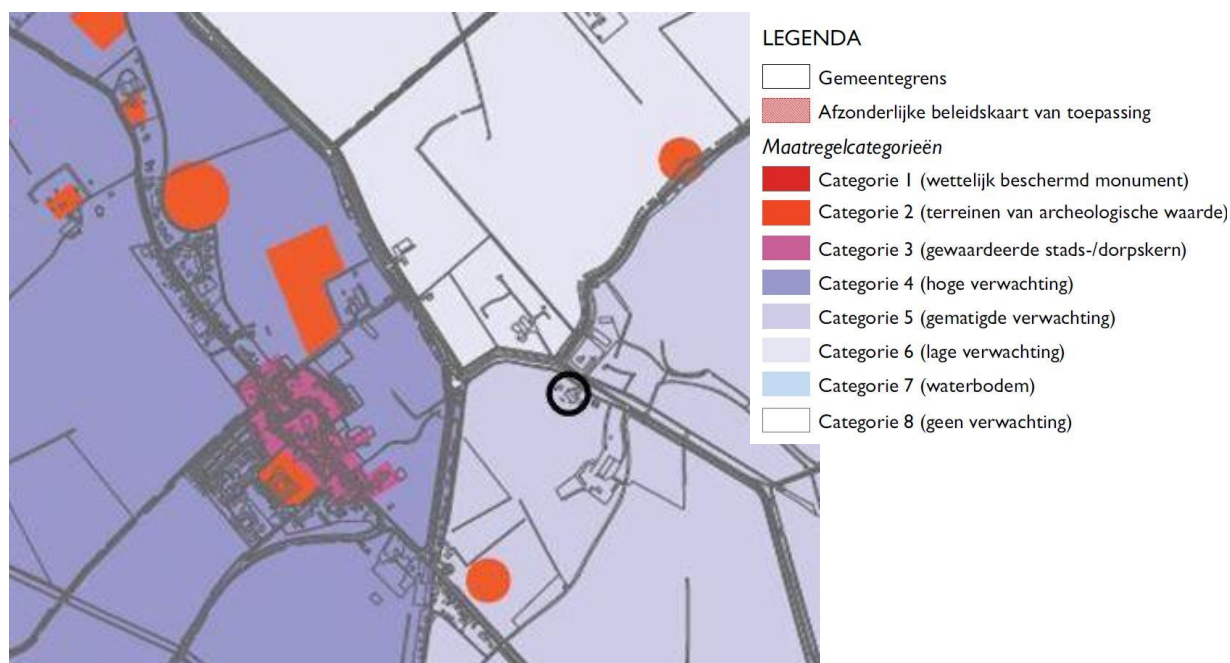 LEGENDA
Gemeentegrens
Afzonderlijke beleidskaart van toepassing
Maatregelcategorieën
Categorie 1 (wettelijk beschermd monument)
Categorie 2 (terreinen van archeologische waarde)
Categorie 3 (gewaardeerde stads-/dorpskern)
Categorie 4 (hoge verwachting)
Categorie 5 (gematigde verwachting)
Categorie 6 (lage verwachting)
Categorie 7 (waterbodem)
Categorie 8 (geen verwachting)